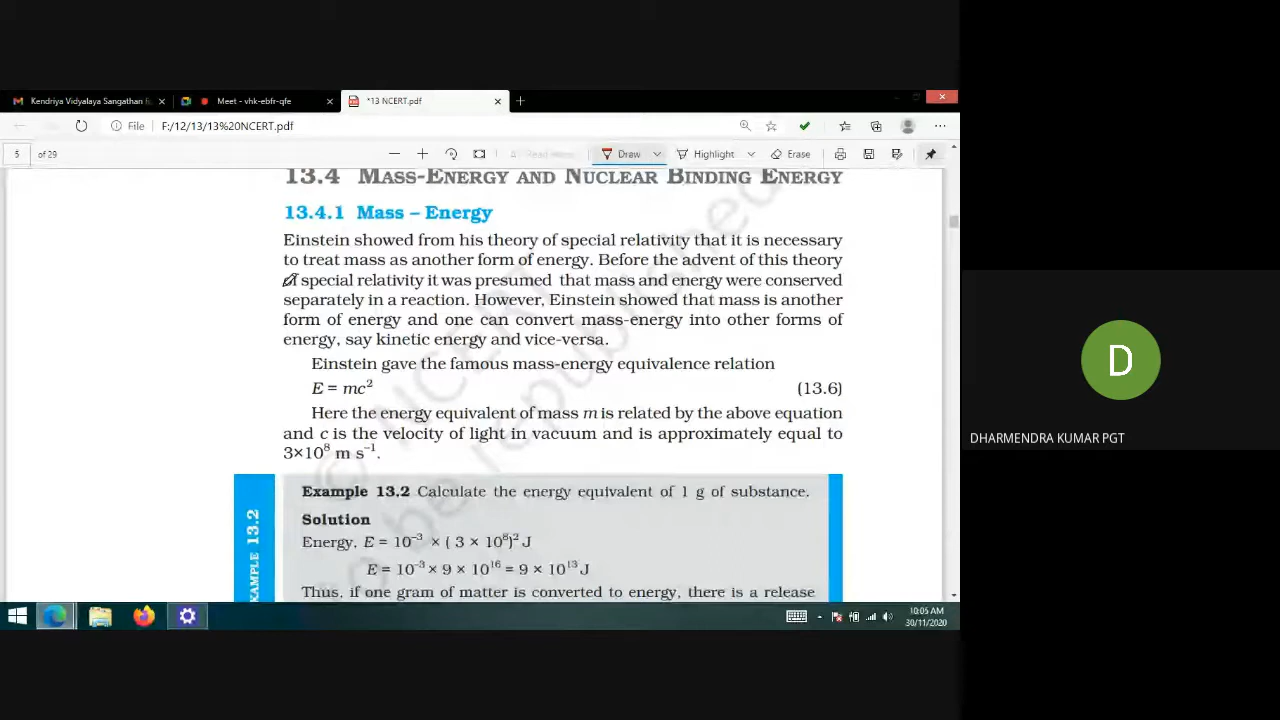 Kendriya Vidyalaya Sangathan fi
Meet - vhk-ebfr-qfe
*13 NCERT.pdf
File
F:/12/13/13%20NCERT.pdf
5
of 29
Draw
Highlight
Erase
13.4 MASS-ENERGY AND NUCLEAR BINDING ENERGY
13.4.1 Mass – Energy
Einstein showed from his theory of special relativity that it is necessary
to treat mass as another form of energy. Before the advent of this theory
of special relativity it was presumed that mass and energy were conserved
separately in a reaction. However, Einstein showed that mass is another
form of energy and one can convert mass-energy into other forms of
energy, say kinetic energy and vice-versa.
Einstein gave the famous mass-energy equivalence relation
E = mc² (13.6)
Here the energy equivalent of mass m is related by the above equation
and c is the velocity of light in vacuum and is approximately equal to
3×10⁸ m s⁻¹.
Example 13.2 Calculate the energy equivalent of 1 g of substance.
Solution
Energy, E = 10⁻³ × ( 3 × 10⁸)² J
E = 10⁻³ × 9 × 10¹⁶ = 9 × 10¹³ J
Thus, if one gram of matter is converted to energy, there is a release
XAMPLE 13.2
© NCERT
o be republished
D
DHARMENDRA KUMAR PGT
10:05 AM
30/11/2020